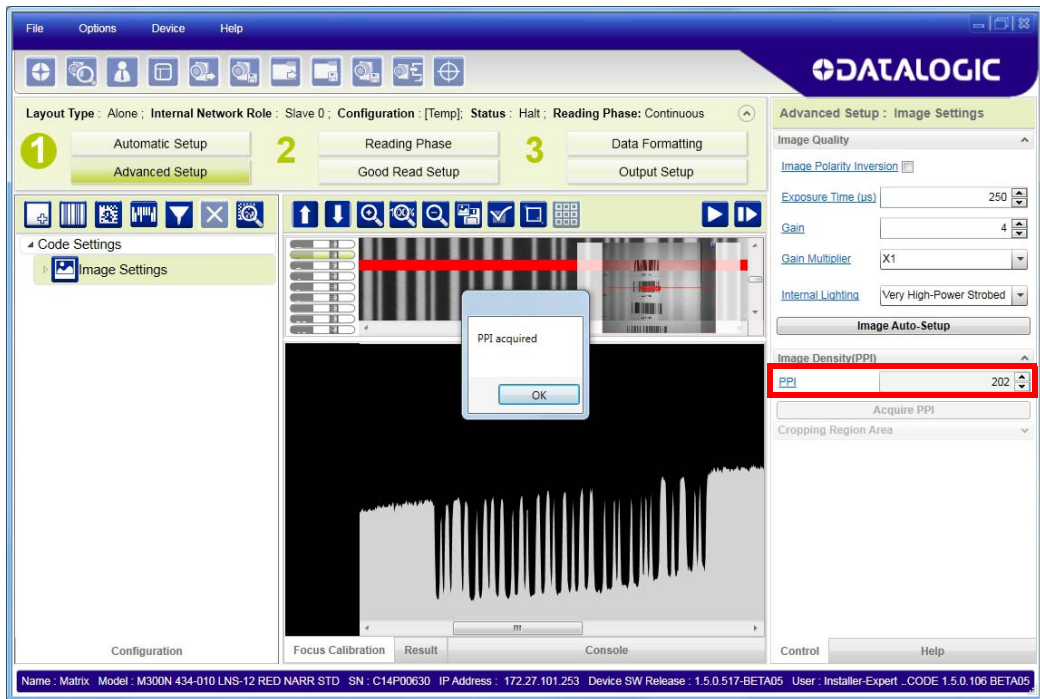 File Options Device Help
DATALOGIC
Layout Type : Alone ; Internal Network Role : Slave 0 ; Configuration : [Temp]; Status : Halt ; Reading Phase: Continuous
1 Automatic Setup 2 Reading Phase 3 Data Formatting
Advanced Setup Good Read Setup Output Setup
Advanced Setup : Image Settings
Image Quality
Image Polarity Inversion
Exposure Time (µs) 250
Gain 4
Gain Multiplier X1
Internal Lighting Very High-Power Strobed
Image Auto-Setup
Image Density(PPI)
PPI 202
Acquire PPI
Cropping Region Area
Code Settings
Image Settings
100%
PPI acquired
OK
Configuration
Focus Calibration Result Console
Control Help
Name : Matrix Model : M300N 434-010 LNS-12 RED NARR STD SN : C14P00630 IP Address : 172.27.101.253 Device SW Release : 1.5.0.517-BETA05 User : Installer-Expert ..CODE 1.5.0.106 BETA05